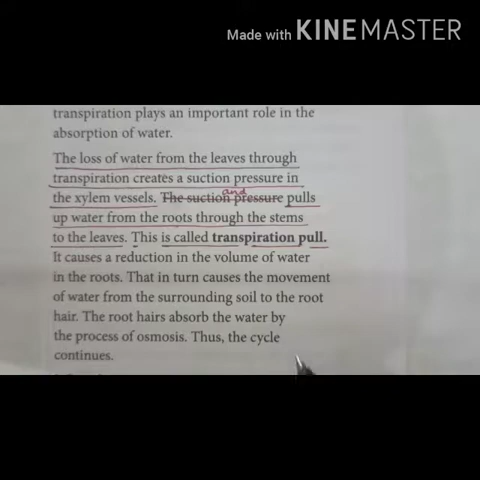 Made with KINEMASTER
transpiration plays an important role in the
absorption of water.
The loss of water from the leaves through
transpiration creates a suction pressure in
and
the xylem vessels. The suction pressure pulls
up water from the roots through the stems
to the leaves. This is called transpiration pull.
It causes a reduction in the volume of water
in the roots. That in turn causes the movement
of water from the surrounding soil to the root
hair. The root hairs absorb the water by
the process of osmosis. Thus, the cycle
continues.